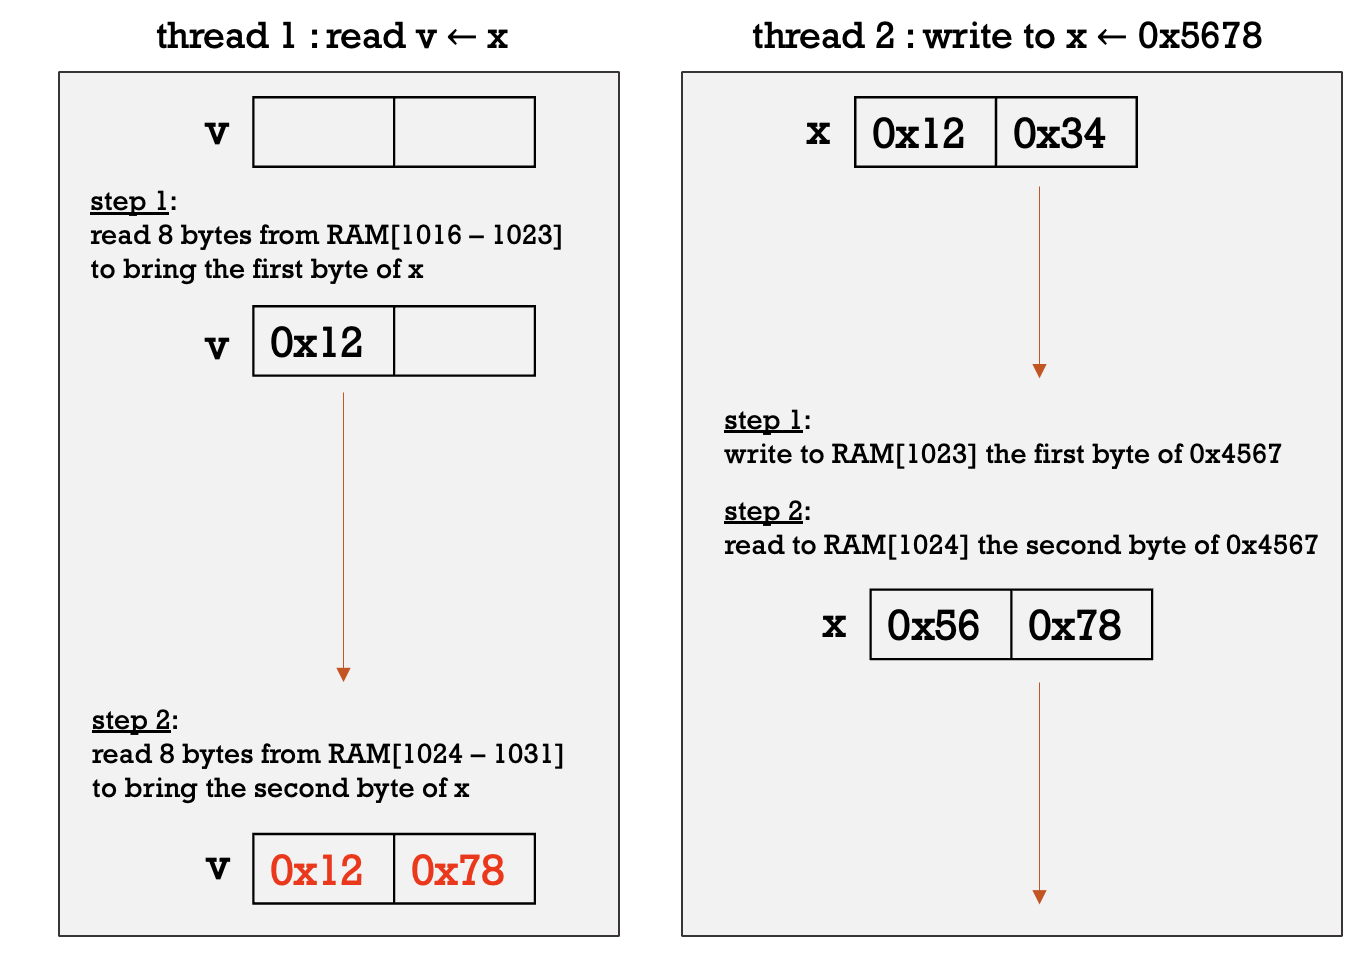 thread 1 : read v ← x
v
step 1:
read 8 bytes from RAM[1016 – 1023]
to bring the first byte of x
v 0x12
step 2:
read 8 bytes from RAM[1024 – 1031]
to bring the second byte of x
v 0x12 0x78
thread 2 : write to x ← 0x5678
x 0x12 0x34
step 1:
write to RAM[1023] the first byte of 0x4567
step 2:
read to RAM[1024] the second byte of 0x4567
x 0x56 0x78